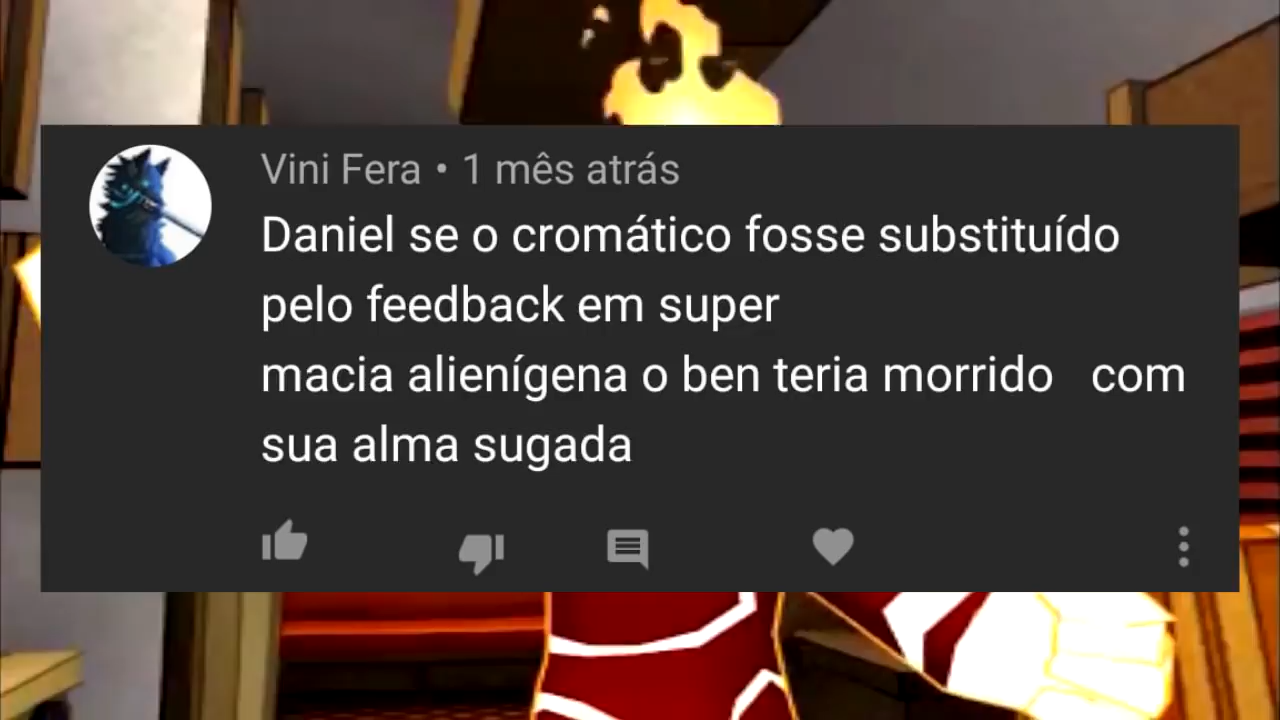 Vini Fera • 1 mês atrás
Daniel se o cromático fosse substituído
pelo feedback em super
macia alienígena o ben teria morrido com
sua alma sugada